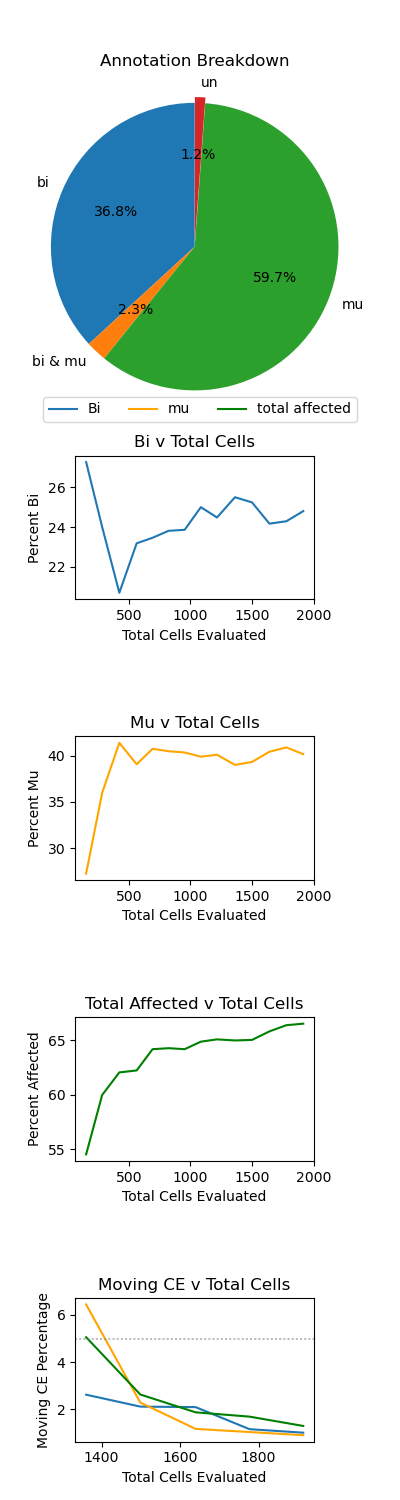 Annotation Breakdown
un
1.2%
bi
36.8%
59.7%
mu
2.3%
bi & mu
Bi mu total affected
Bi v Total Cells
Percent Bi
26
24
22
500 1000 1500 2000
Total Cells Evaluated
Mu v Total Cells
Percent Mu
40
35
30
500 1000 1500 2000
Total Cells Evaluated
Total Affected v Total Cells
Percent Affected
65
60
55
500 1000 1500 2000
Total Cells Evaluated
Moving CE v Total Cells
Moving CE Percentage
6
4
2
1400 1600 1800
Total Cells Evaluated